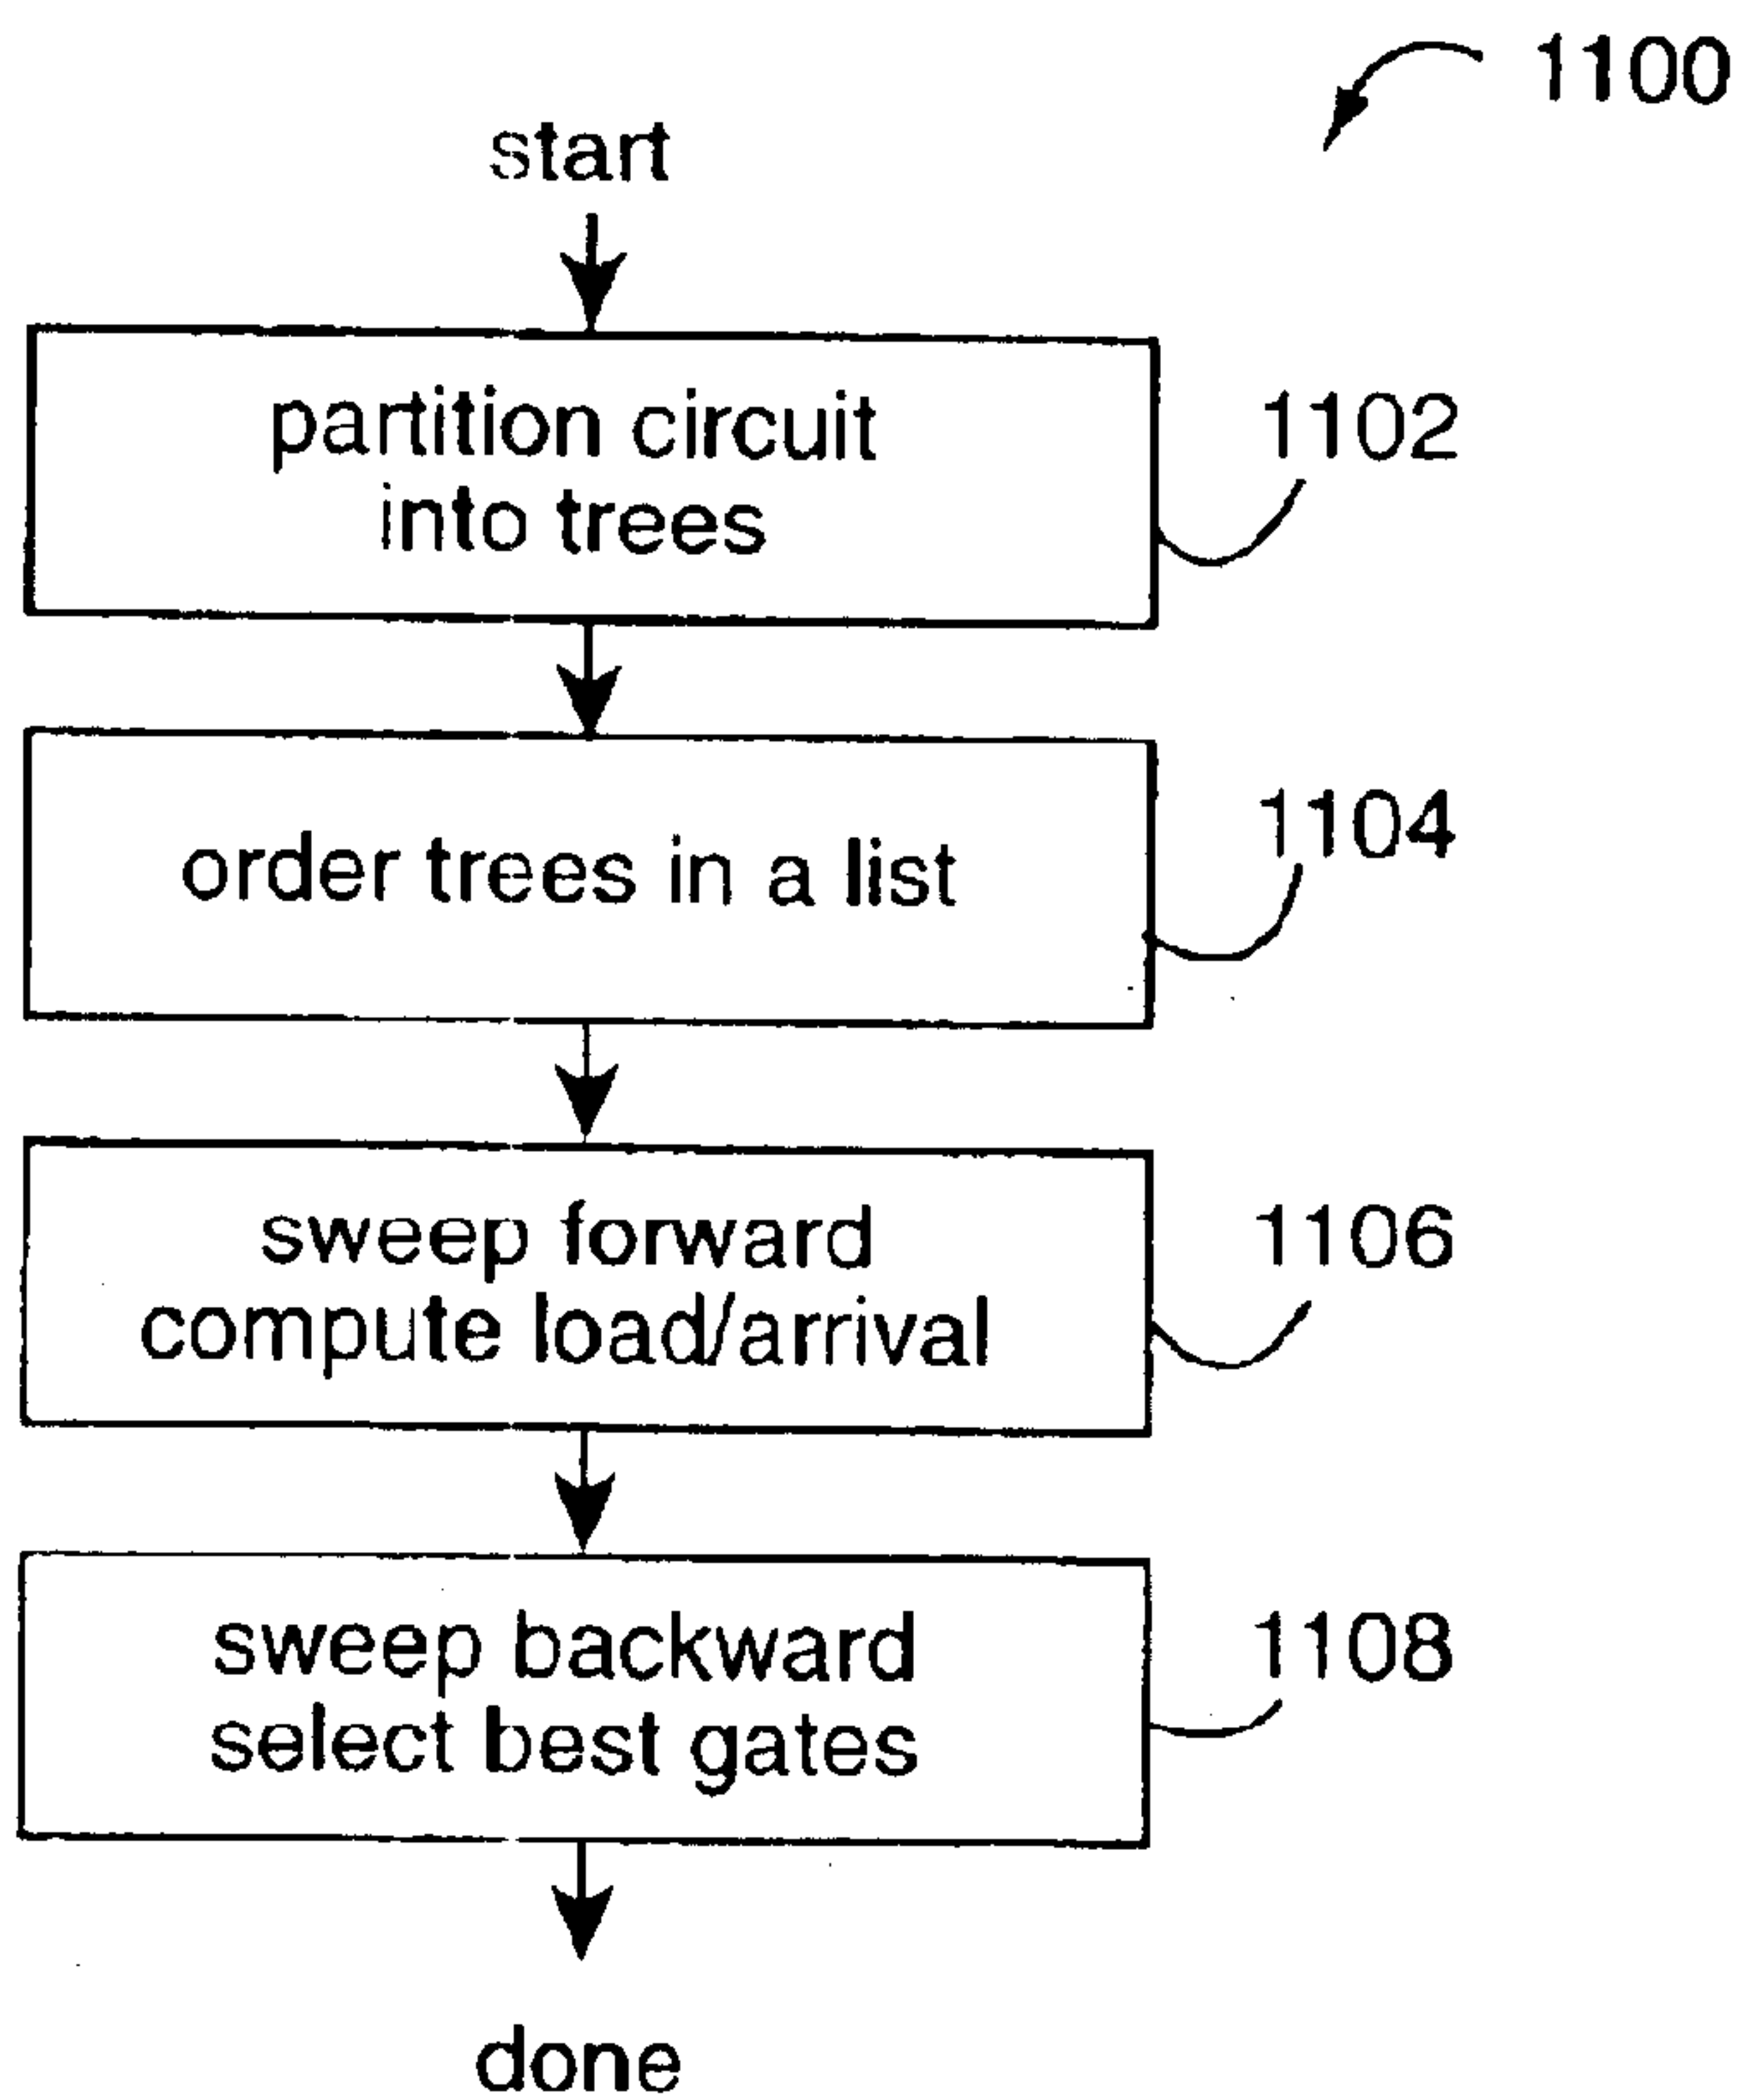 1100
start
partition circuit
into trees
1102
order trees in a list
1104
sweep forward
compute load/arrival
1106
sweep backward
select best gates
1108
done